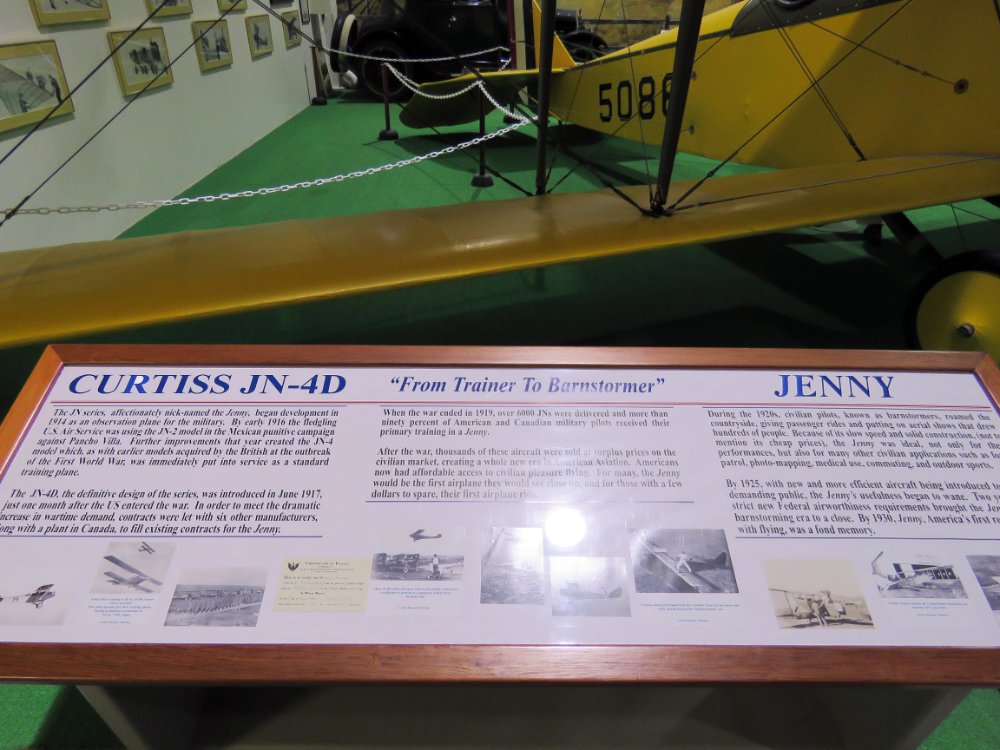 5086
CURTISS JN-4D
"From Trainer To Barnstormer"
JENNY
The JN series, affectionately nick-named the Jenny, began development in
1914 as an observation plane for the military. By early 1916 the fledgling
U.S. Air Service was using the JN-2 model in the Mexican punitive campaign
against Pancho Villa. Further improvements that year created the JN-4
model which, as with earlier models acquired by the British at the outbreak
of the First World War, was immediately put into service as a standard
training plane.
The JN-4D, the definitive design of the series, was introduced in June 1917,
just one month after the US entered the war. In order to meet the dramatic
increase in wartime demand, contracts were let with six other manufacturers,
along with a plant in Canada, to fill existing contracts for the Jenny.
When the war ended in 1919, over 6000 JNs were delivered and more than
ninety percent of American and Canadian military pilots received their
primary training in a Jenny.
After the war, thousands of these aircraft were sold at surplus prices on the
civilian market, creating a whole new era in American Aviation. Americans
now had affordable access to civilian pleasure flying. For many, the Jenny
would be the first airplane they would see close up, and for those with a few
dollars to spare, their first airplane ride.
During the 1920s, civilian pilots, known as barnstormers, roamed the
countryside, giving passenger rides and putting on aerial shows that drew
hundreds of people. Because of its slow speed and solid construction, (not to
mention its cheap prices), the Jenny was ideal, not only for the
performances, but also for many other civilian applications such as
patrol, photo-mapping, medical use, commuting, and outdoor sports.
By 1925, with new and more efficient aircraft being introduced to
demanding public, the Jenny's usefulness began to wane. Two
strict new Federal airworthiness requirements brought the
barnstorming era to a close. By 1930, Jenny, America's first
with flying, was a fond memory.